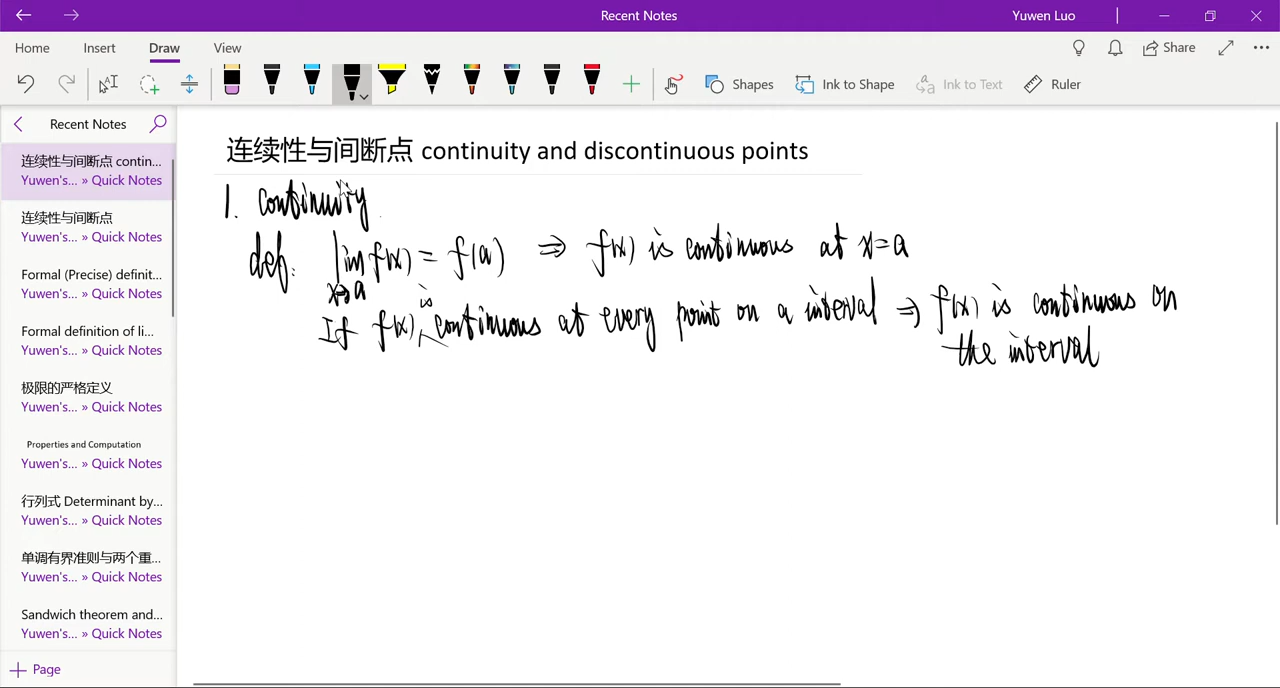 Recent Notes
Yuwen Luo
Home Insert Draw View
Share
Shapes Ink to Shape Ink to Text Ruler
Recent Notes
连续性与间断点 contin...
Yuwen's... » Quick Notes
连续性与间断点
Yuwen's... » Quick Notes
Formal (Precise) definit...
Yuwen's... » Quick Notes
Formal definition of li...
Yuwen's... » Quick Notes
极限的严格定义
Yuwen's... » Quick Notes
Properties and Computation
Yuwen's... » Quick Notes
行列式 Determinant by...
Yuwen's... » Quick Notes
单调有界准则与两个重...
Yuwen's... » Quick Notes
Sandwich theorem and...
Yuwen's... » Quick Notes
Page
连续性与间断点 continuity and discontinuous points
1. continuity
def: lim f(x) = f(a) ⇒ f(x) is continuous at x=a
x→a
If f(x) is continuous at every point on a interval ⇒ f(x) is continuous on
the interval